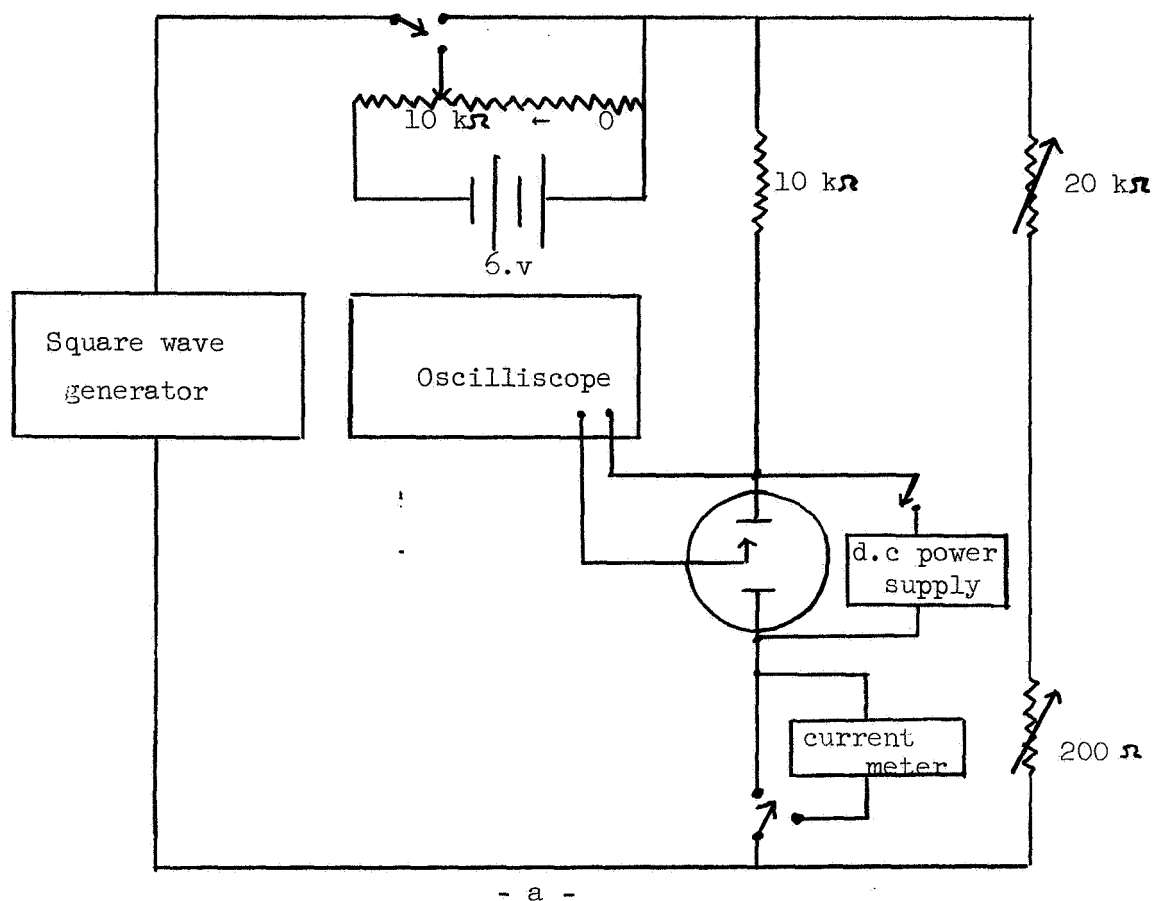 10 kΩ ← 0
6.v
10 kΩ
20 kΩ
Square wave
generator
Oscilliscope
d.c power
supply
current
meter
200 Ω
- a -